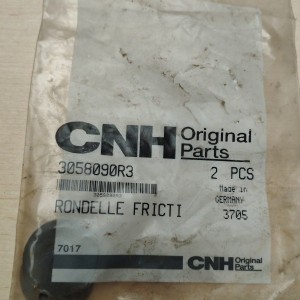 CNH Original Parts
3058090R3 2 PCS
Made in
GERMANY
RONDELLE FRICTI 3705
7017
CNH Original Parts